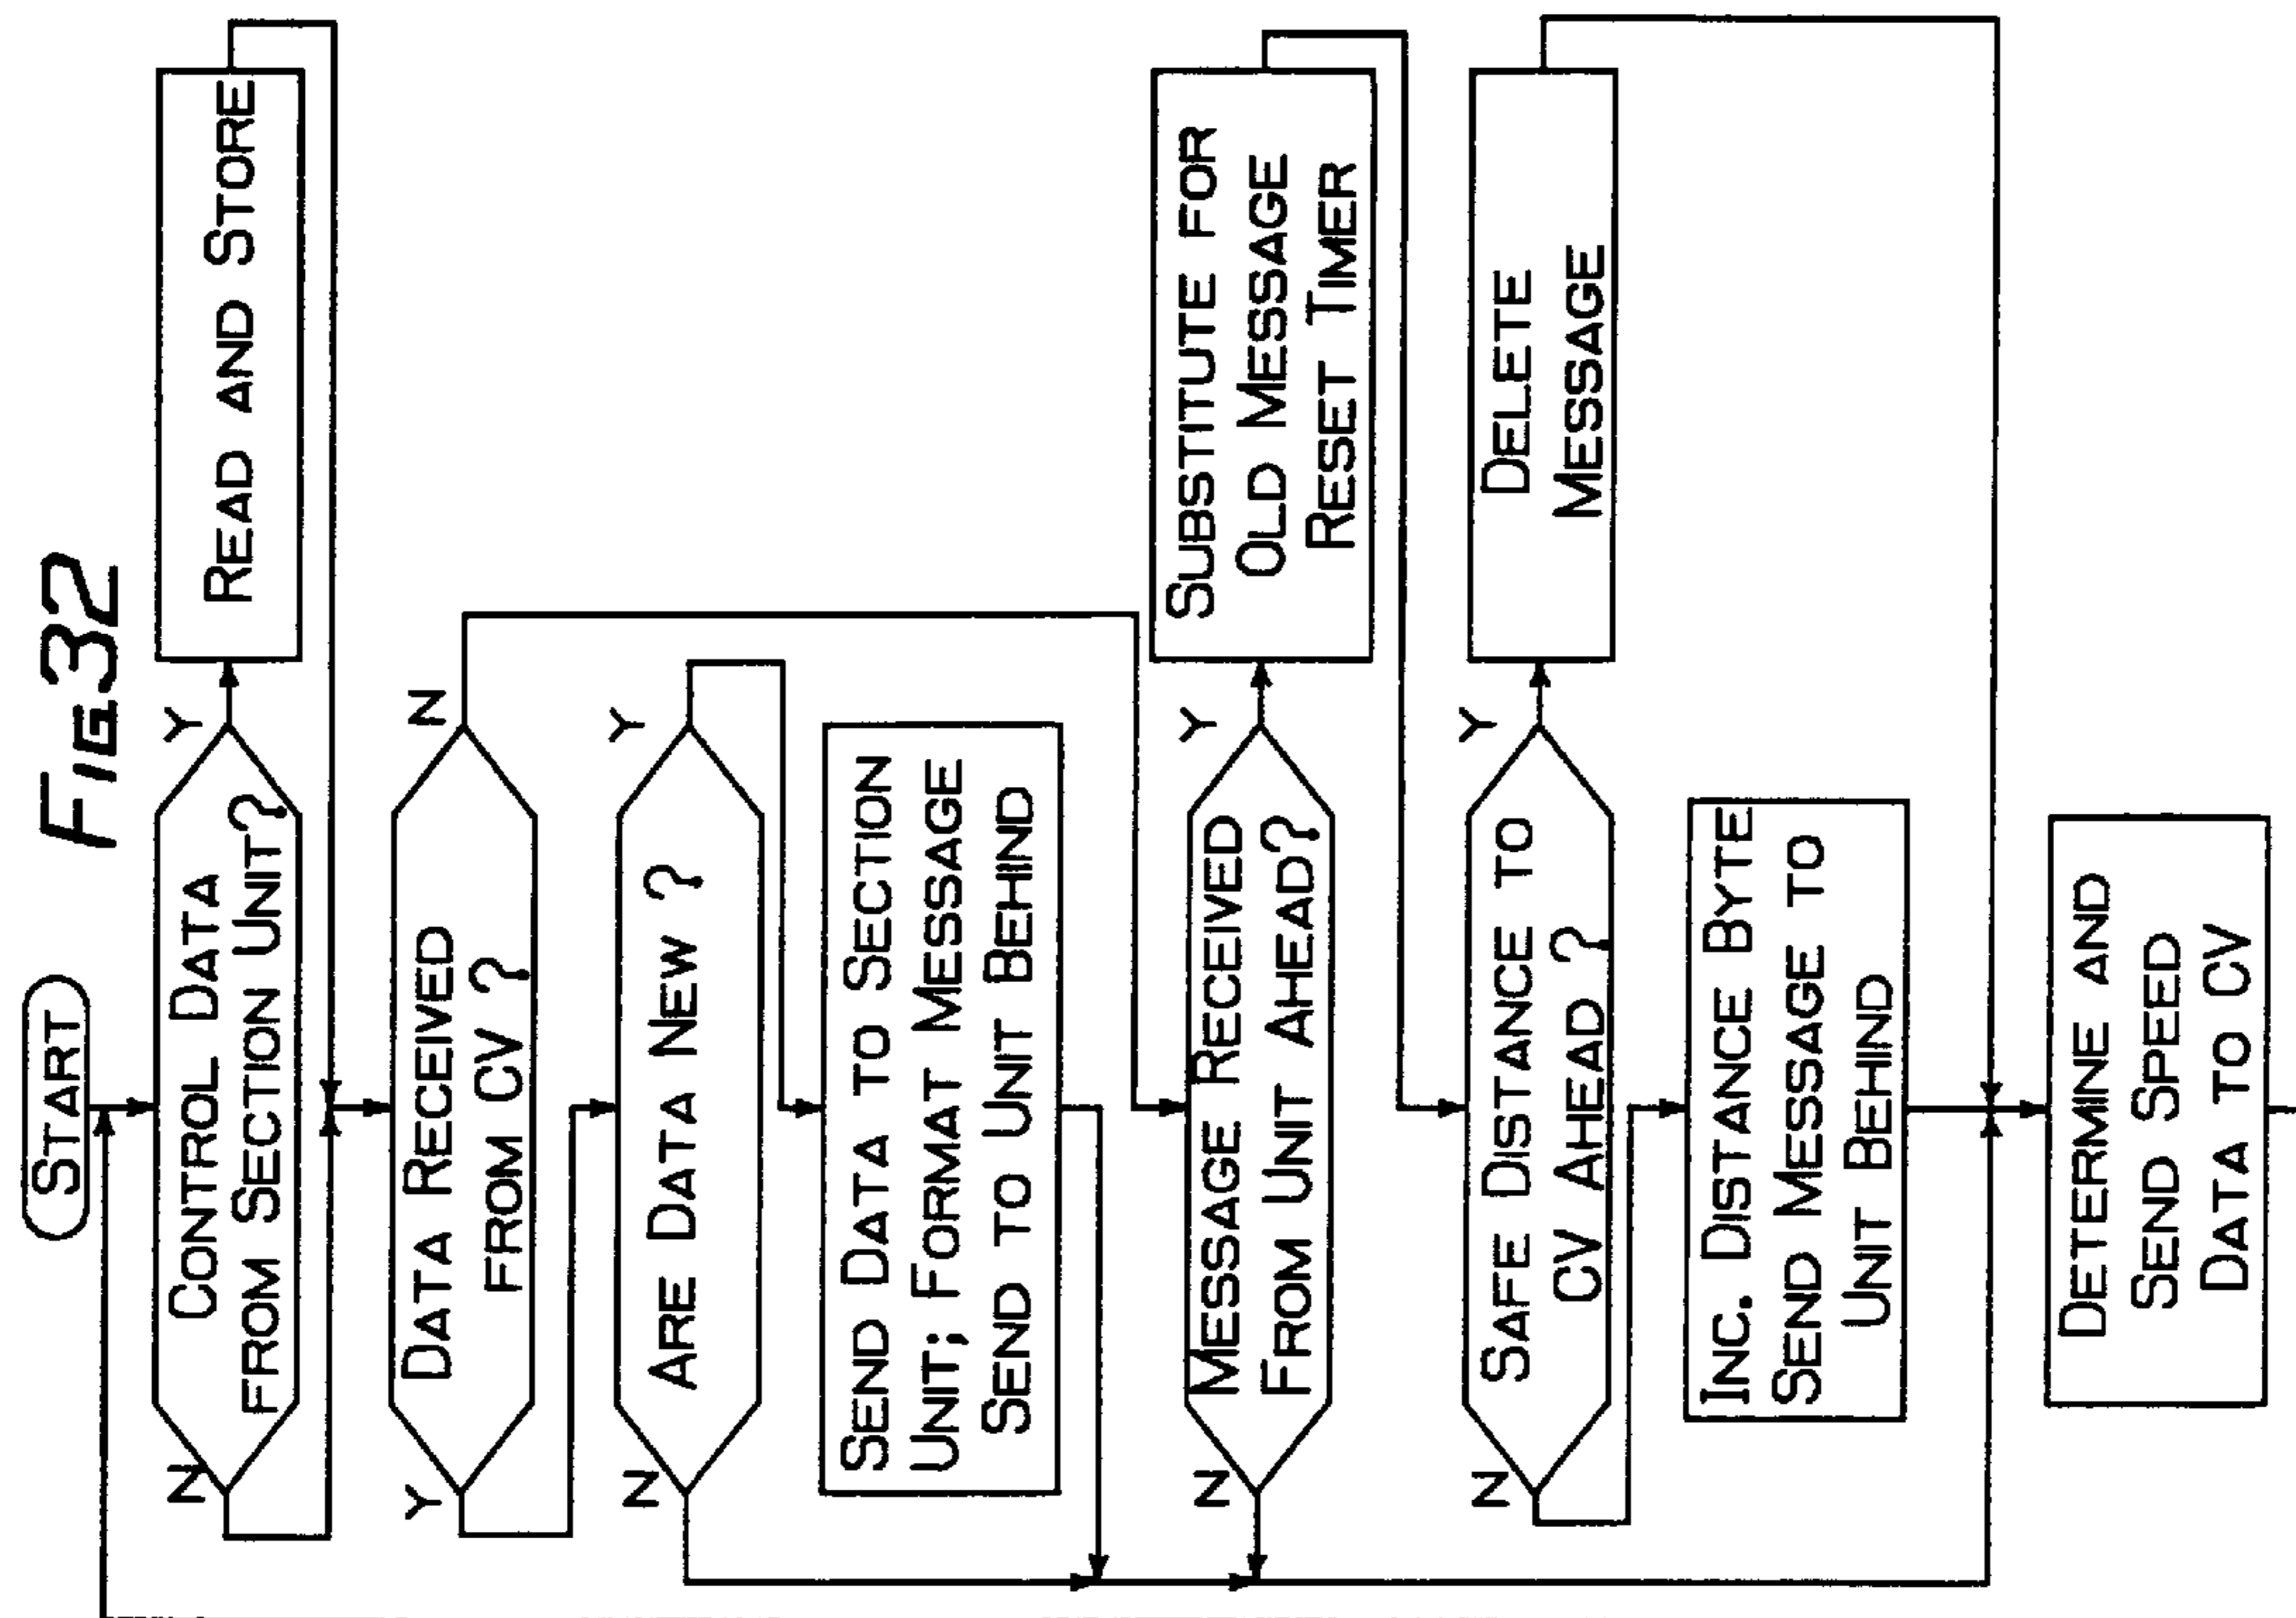 FIG.32
START
CONTROL DATA
FROM SECTION UNIT?
N
Y
READ AND STORE
DATA RECEIVED
FROM CV ?
Y
N
ARE DATA NEW ?
N
Y
SEND DATA TO SECTION
UNIT; FORMAT MESSAGE
SEND TO UNIT BEHIND
MESSAGE RECEIVED
FROM UNIT AHEAD?
N
Y
SUBSTITUTE FOR
OLD MESSAGE
RESET TIMER
SAFE DISTANCE TO
CV AHEAD ?
N
Y
DELETE
MESSAGE
INC. DISTANCE BYTE
SEND MESSAGE TO
UNIT BEHIND
DETERMINE AND
SEND SPEED
DATA TO CV